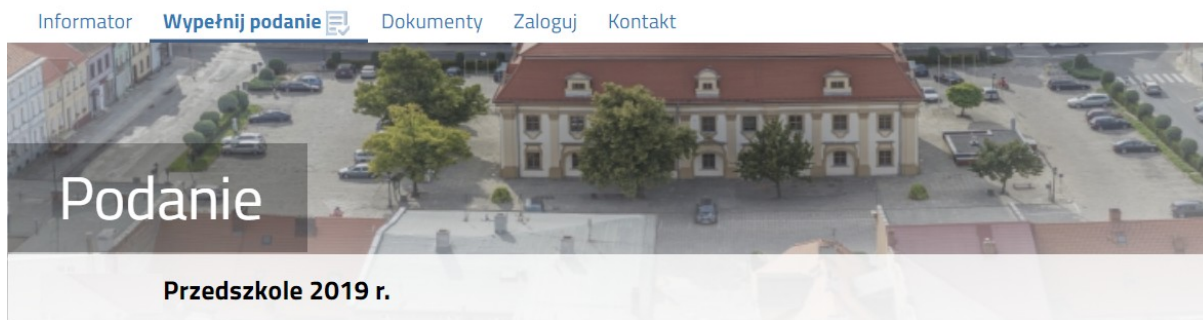 Informator Wypełnij podanie Dokumenty Zaloguj Kontakt
Podanie
Przedszkole 2019 r.